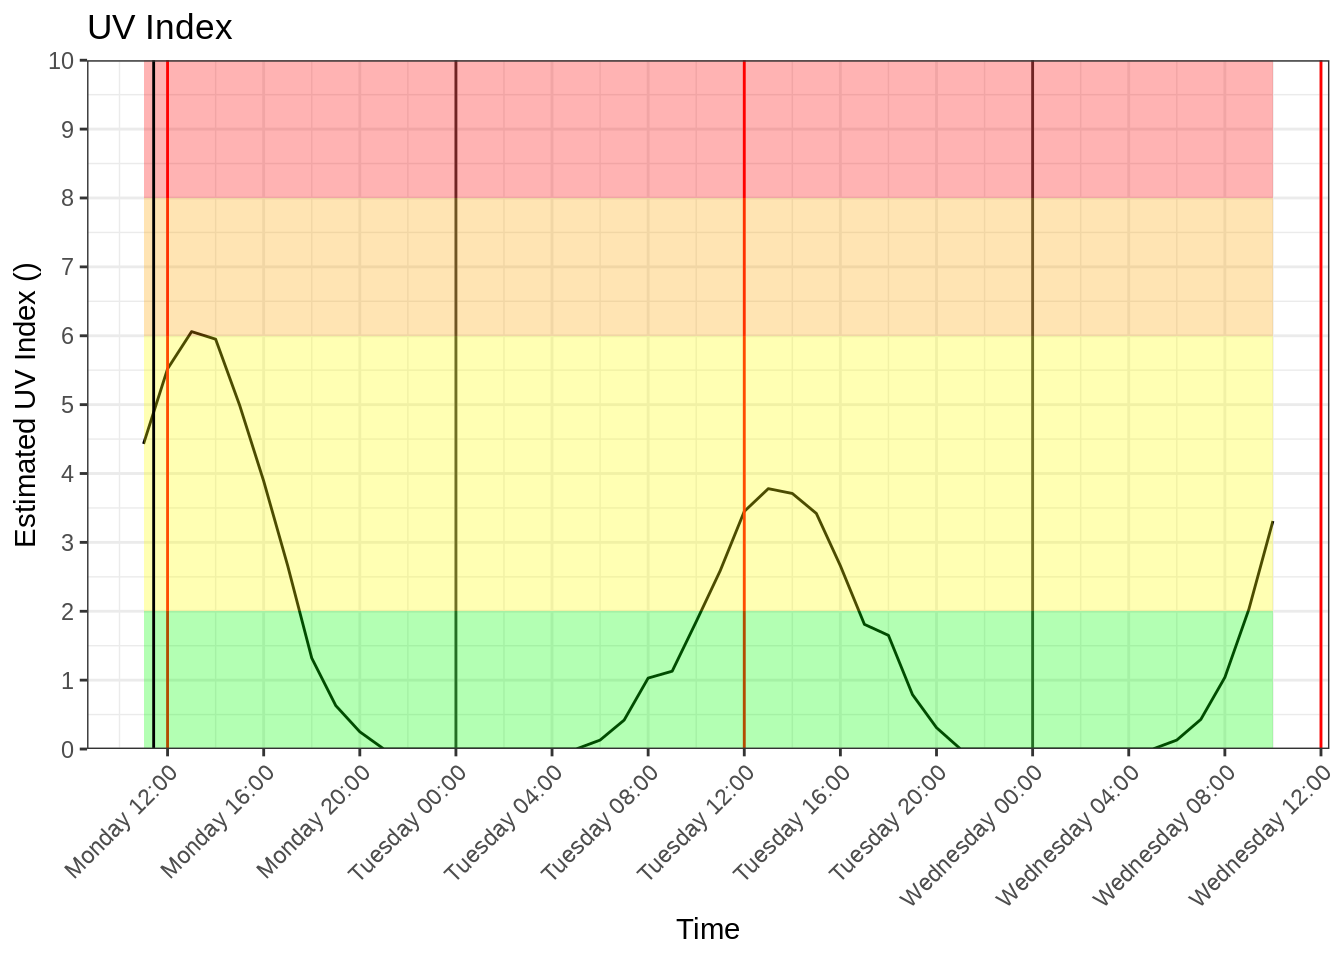 UV Index
Estimated UV Index ()
10
9
8
7
6
5
4
3
2
1
0
Monday 12:00
Monday 16:00
Monday 20:00
Tuesday 00:00
Tuesday 04:00
Tuesday 08:00
Tuesday 12:00
Tuesday 16:00
Tuesday 20:00
Wednesday 00:00
Wednesday 04:00
Wednesday 08:00
Wednesday 12:00
Time